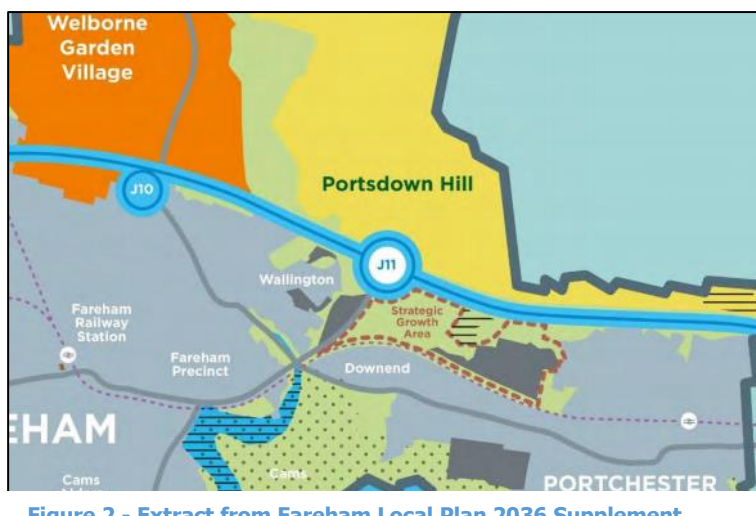 Welborne
Garden
Village
J10
Portsdown Hill
J11
Wallington
Strategic
Growth
Area
Fareham
Railway
Station
Fareham
Precinct
Downend
EHAM
Cams
Cams
PORTCHESTER
Figure 2 - Extract from Fareham Local Plan 2036 Supplement